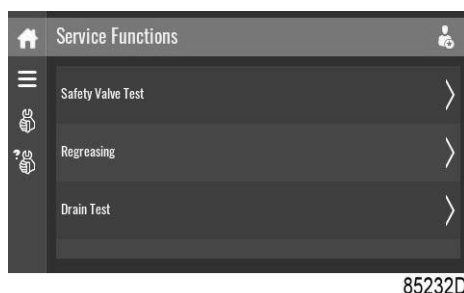 Service Functions
Safety Valve Test
Regreasing
Drain Test
85232D